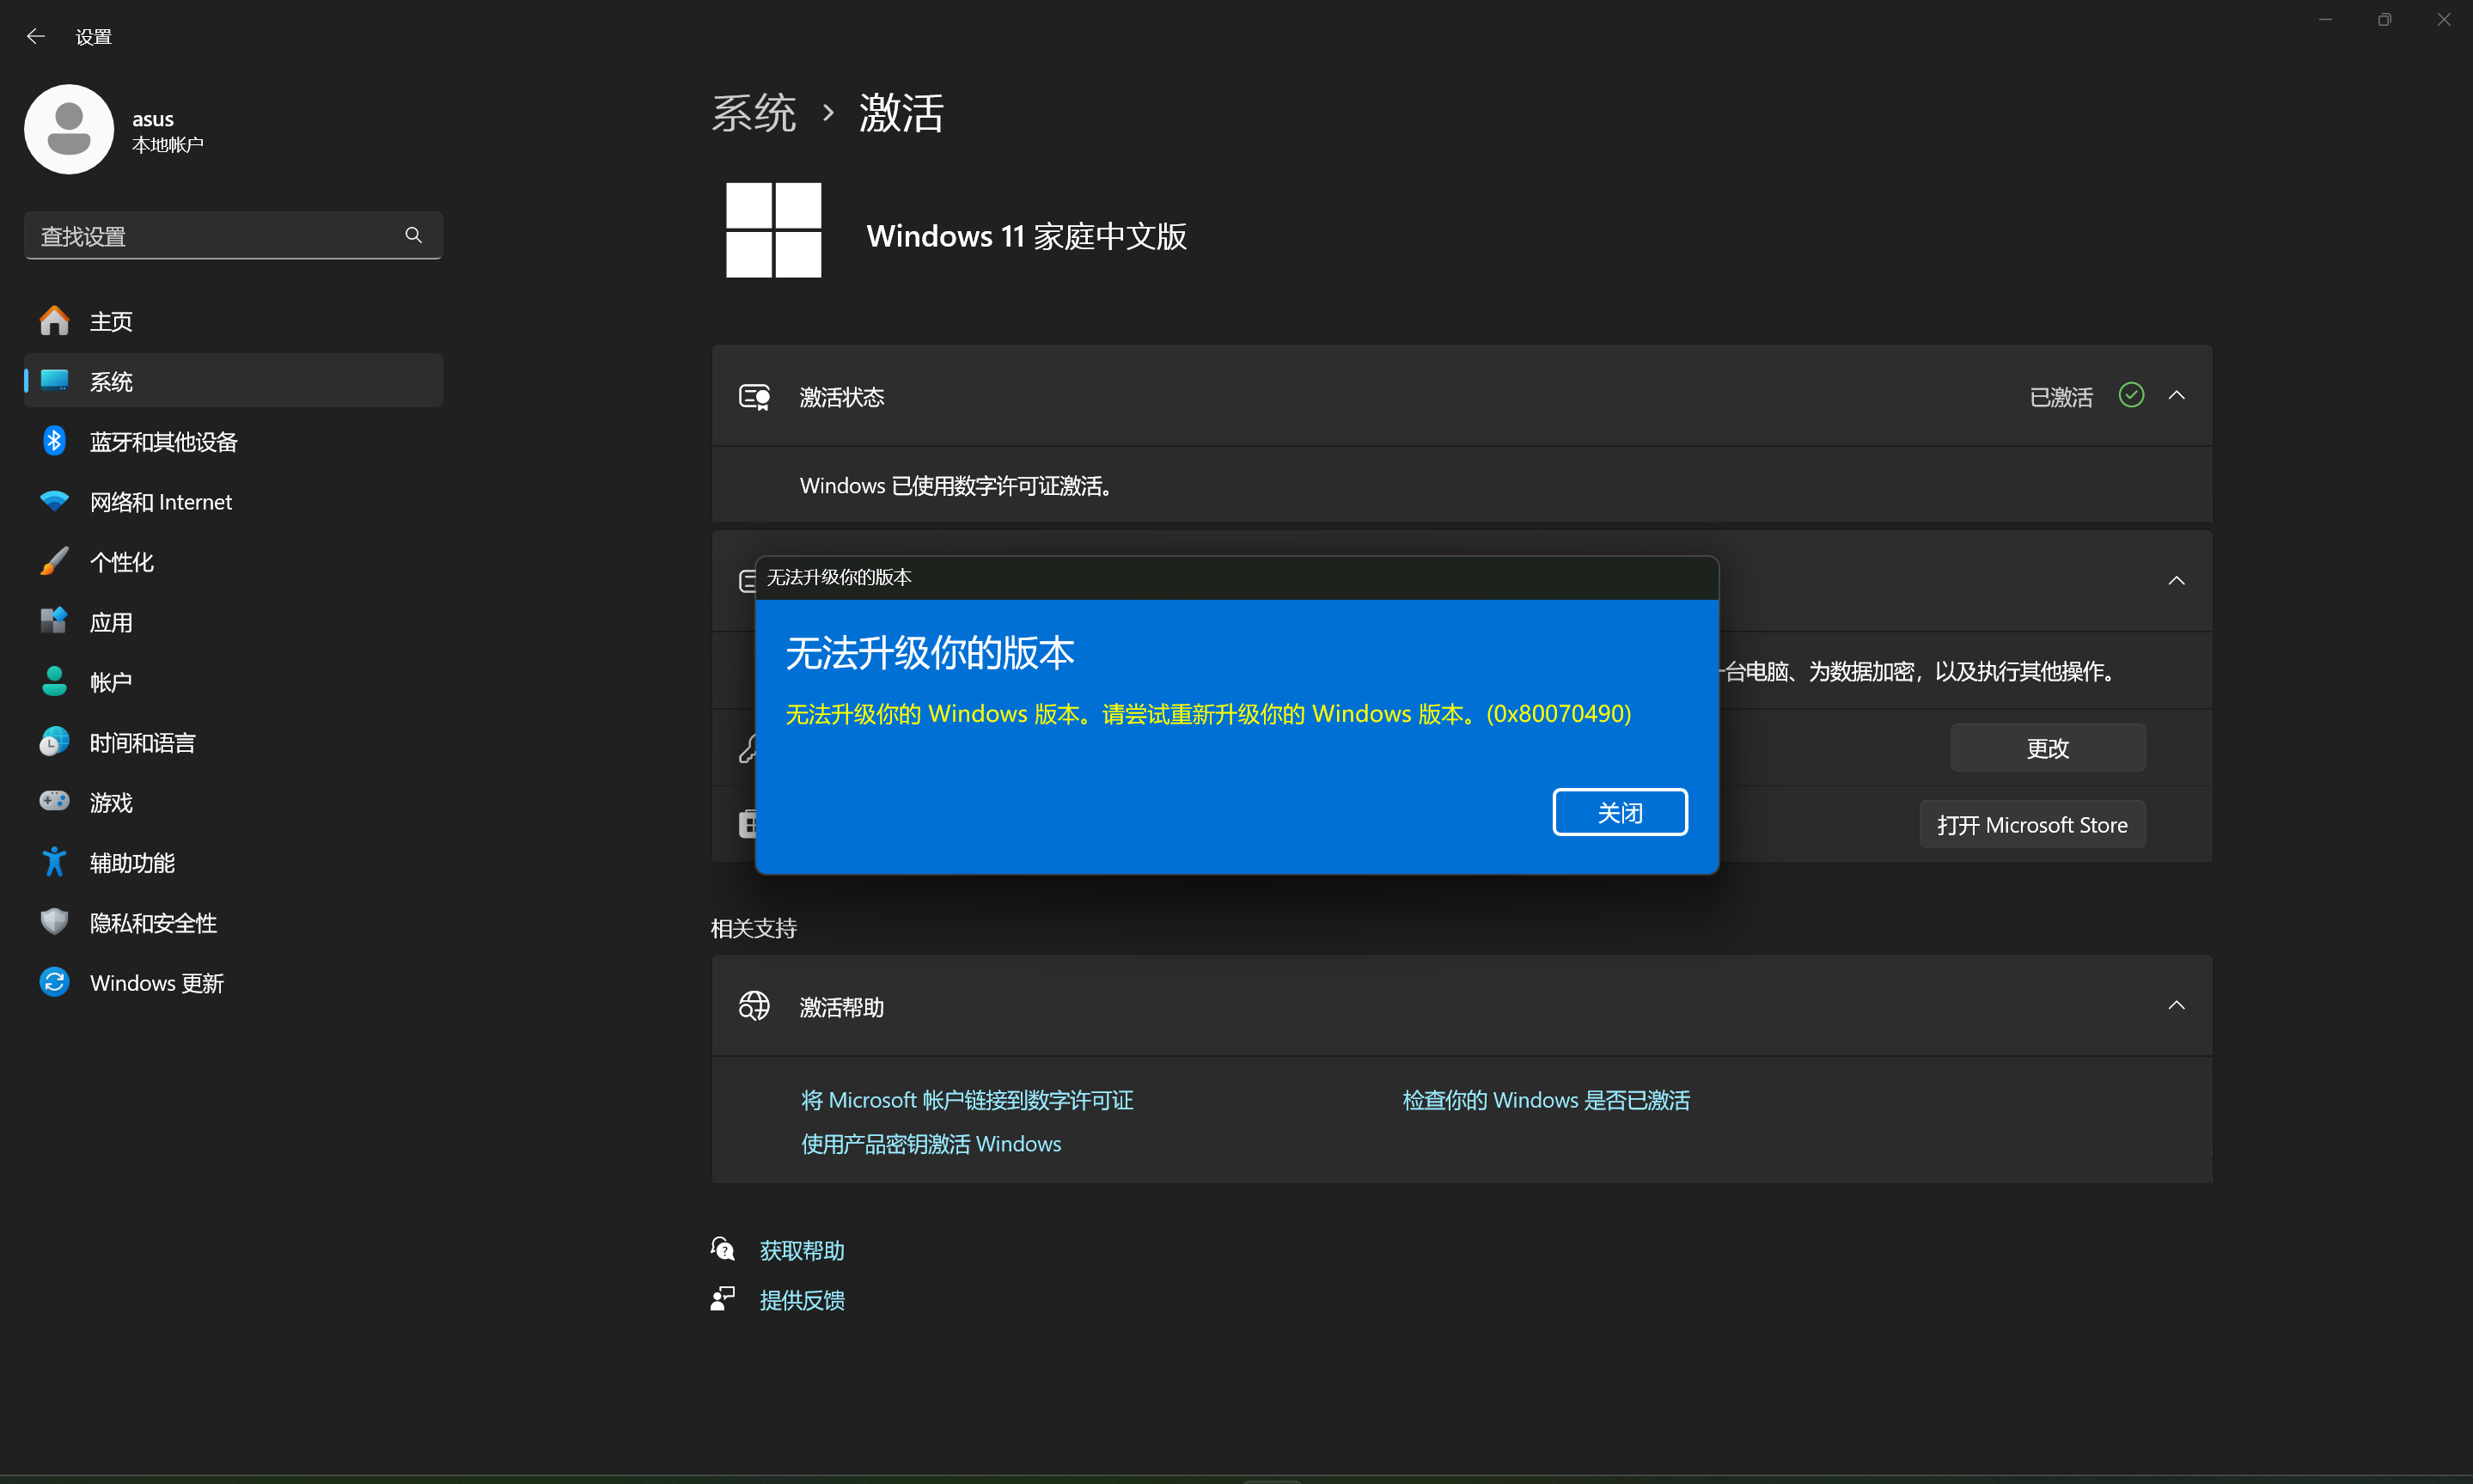 设置
asus
本地帐户
查找设置
主页
系统
蓝牙和其他设备
网络和 Internet
个性化
应用
帐户
时间和语言
游戏
辅助功能
隐私和安全性
Windows 更新
系统 › 激活
Windows 11 家庭中文版
激活状态
已激活
Windows 已使用数字许可证激活。
无法升级你的版本
无法升级你的版本
无法升级你的 Windows 版本。请尝试重新升级你的 Windows 版本。(0x80070490)
关闭
台电脑、为数据加密，以及执行其他操作。
更改
打开 Microsoft Store
相关支持
激活帮助
将 Microsoft 帐户链接到数字许可证
检查你的 Windows 是否已激活
使用产品密钥激活 Windows
获取帮助
提供反馈